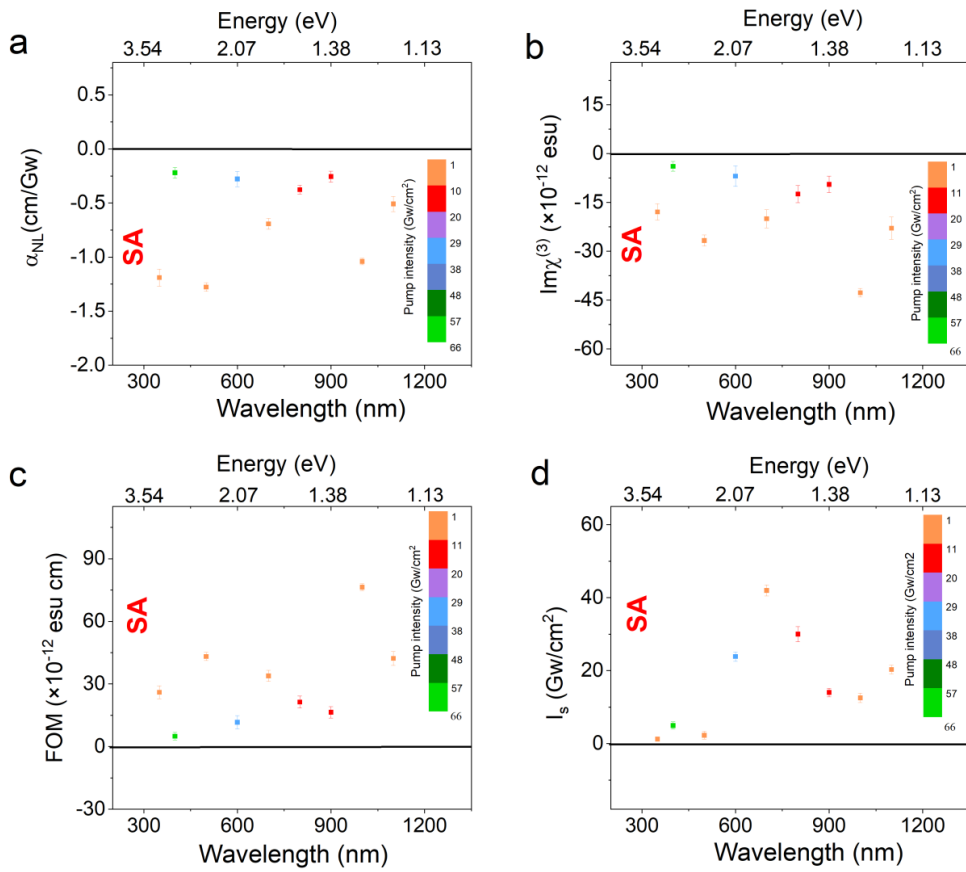 a
Energy (eV)
3.54 2.07 1.38 1.13
0.5
0.0
-0.5
-1.0
-1.5
-2.0
αNL(cm/Gw)
SA
Pump intensity (Gw/cm²)
1
10
20
29
38
48
57
66
300 600 900 1200
Wavelength (nm)
b
Energy (eV)
3.54 2.07 1.38 1.13
15
0
-15
-30
-45
-60
Imχ⁽³⁾ (×10⁻¹² esu)
SA
Pump intensity (Gw/cm²)
1
11
20
29
38
48
57
66
300 600 900 1200
Wavelength (nm)
c
Energy (eV)
3.54 2.07 1.38 1.13
90
60
30
0
-30
FOM (×10⁻¹² esu cm)
SA
Pump intensity (Gw/cm²
1
11
20
29
38
48
57
66
300 600 900 1200
Wavelength (nm)
d
Energy (eV)
3.54 2.07 1.38 1.13
60
40
20
0
Is (Gw/cm²)
SA
Pump intensity (Gw/cm2
1
11
20
29
38
48
57
66
300 600 900 1200
Wavelength (nm)